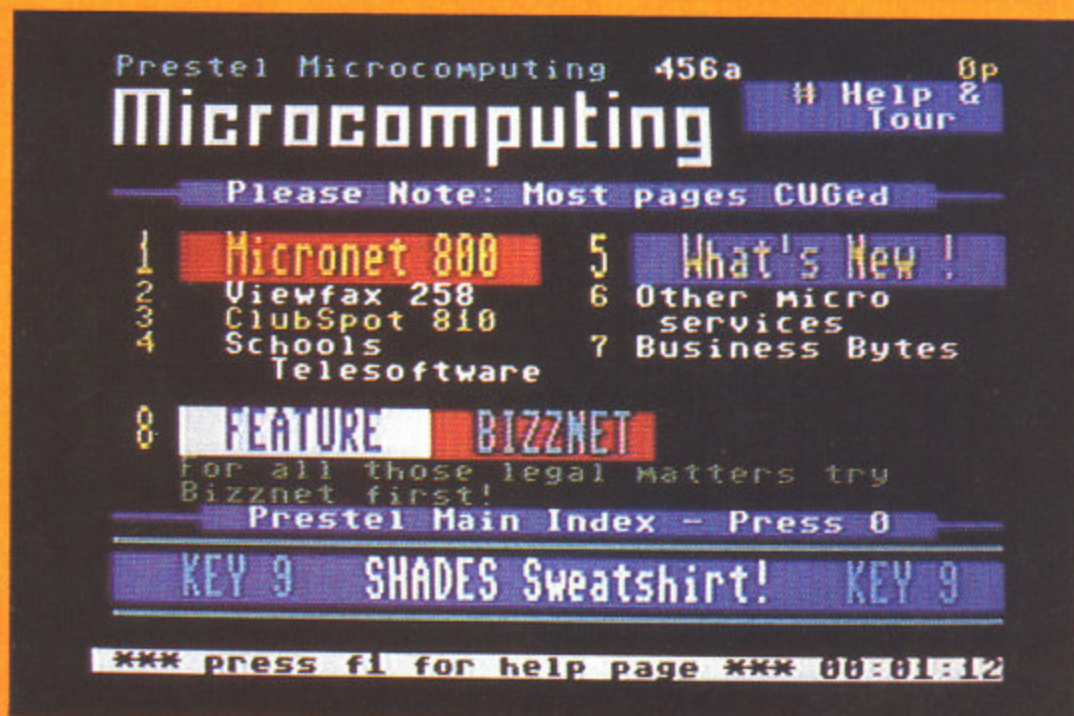 Prestel Microcomputing 456a 0p
Microcomputing # Help &
Tour
Please Note: Most pages CUGed
1 Micronet 800 5 What's New !
2 Viewfax 258 6 Other micro
3 ClubSpot 810 services
4 Schools 7 Business Bytes
Telesoftware
8 FEATURE BIZZNET
For all those legal matters try
Bizznet first!
Prestel Main Index - Press 0
KEY 9 SHADES Sweatshirt! KEY 9
*** press f1 for help page *** 00:01:12